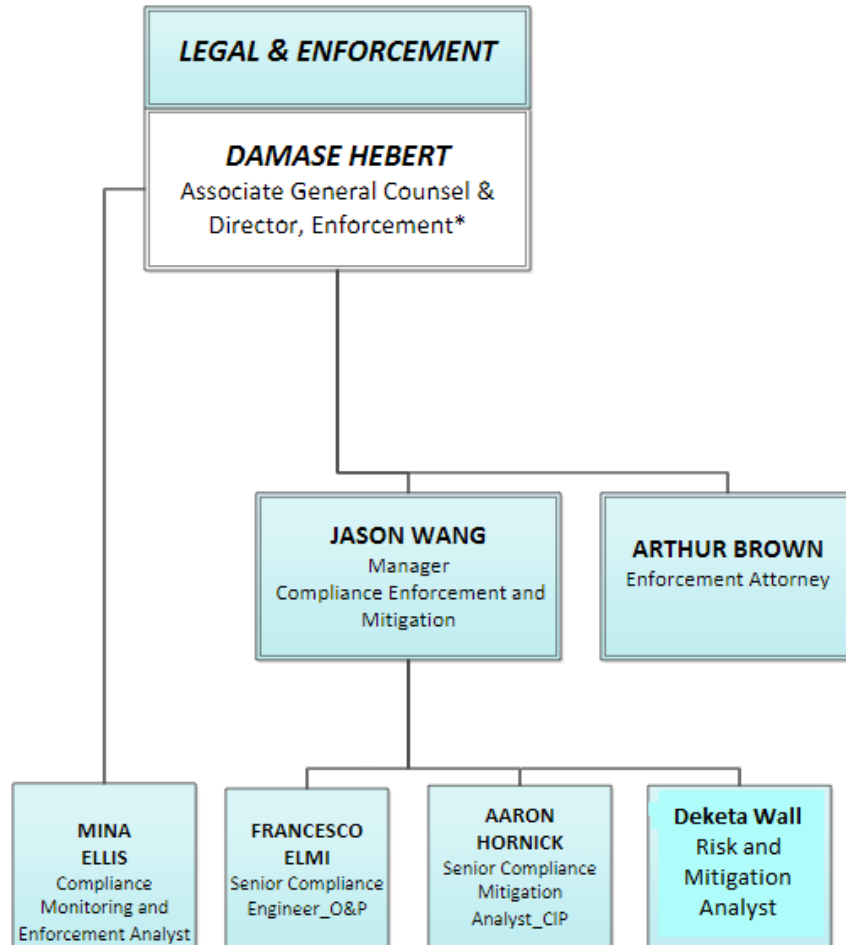 LEGAL & ENFORCEMENT
DAMASE HEBERT
Associate General Counsel &
Director, Enforcement*
JASON WANG
Manager
Compliance Enforcement and
Mitigation
ARTHUR BROWN
Enforcement Attorney
MINA
ELLIS
Compliance
Monitoring and
Enforcement Analyst
FRANCESCO
ELMI
Senior Compliance
Engineer_O&P
AARON
HORNICK
Senior Compliance
Mitigation
Analyst_CIP
Deketa Wall
Risk and
Mitigation
Analyst